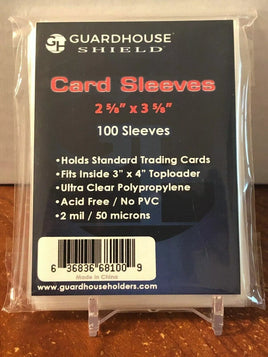 GH GUARDHOUSE
SHIELD™
Card Sleeves
2 ⅝" x 3 ⅝"
100 Sleeves
•Holds Standard Trading Cards
•Fits Inside 3" x 4" Toploader
•Ultra Clear Polypropylene
•Acid Free / No PVC
•2 mil / 50 microns
6 36836 68100 9
Made in China
www.guardhouseholders.com